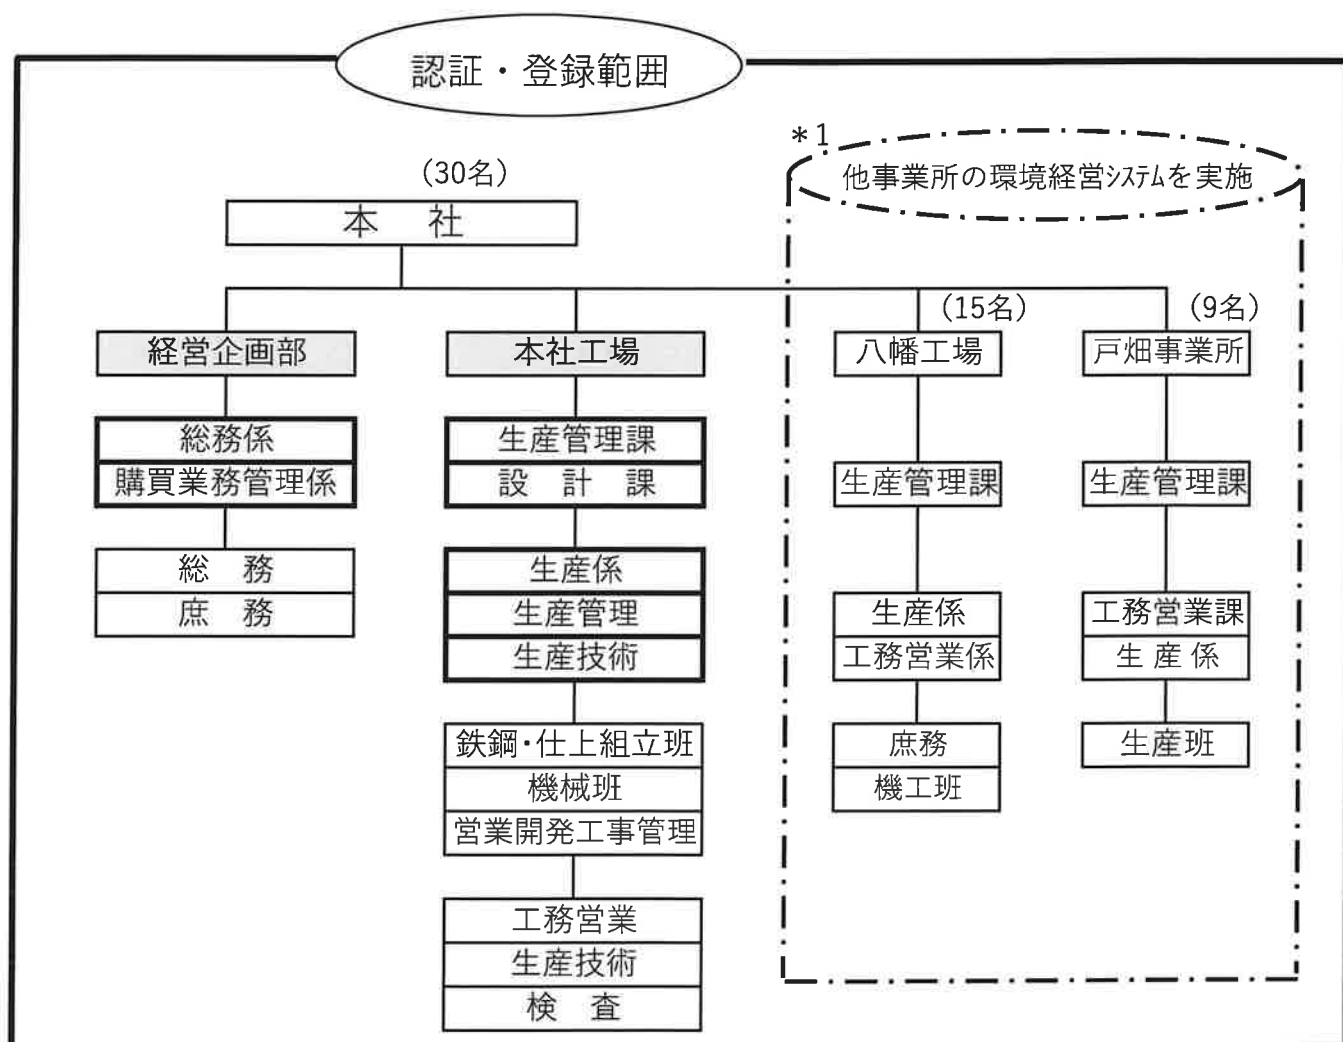 認証・登録範囲
*1
他事業所の環境経営システムを実施
(30名)
本 社
(15名)
(9名)
経営企画部
本社工場
八幡工場
戸畑事業所
総務係
購買業務管理係
生産管理課
設 計 課
生産管理課
生産管理課
総 務
庶 務
生産係
生産管理
生産技術
生産係
工務営業係
工務営業課
生 産 係
鉄鋼・仕上組立班
機械班
営業開発工事管理
庶務
機工班
生産班
工務営業
生産技術
検 査